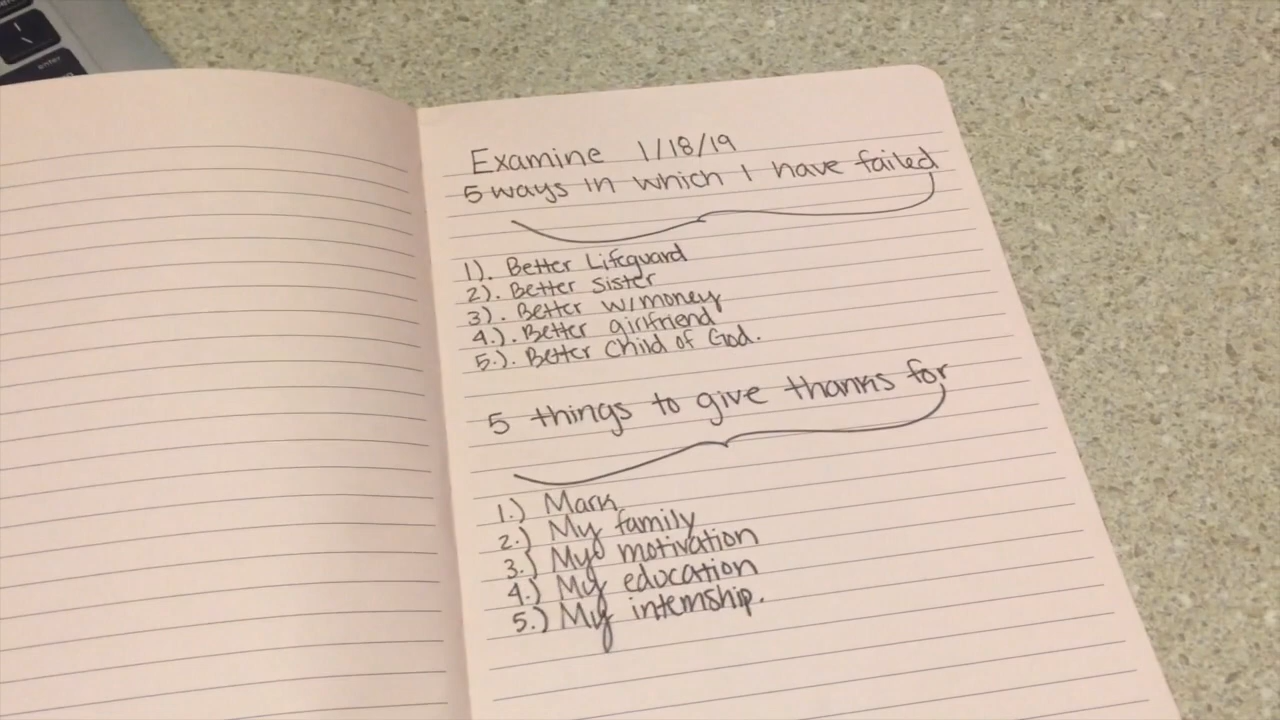 enter
Examine 1/18/19
5 ways in which I have failed
1). Better Lifeguard
2). Better sister
3). Better w/money
4.). Better girlfriend
5.). Better Child of God.
5 things to give thanks for
1.) Mark
2.) My family
3.) My motivation
4.) My education
5.) My internship.